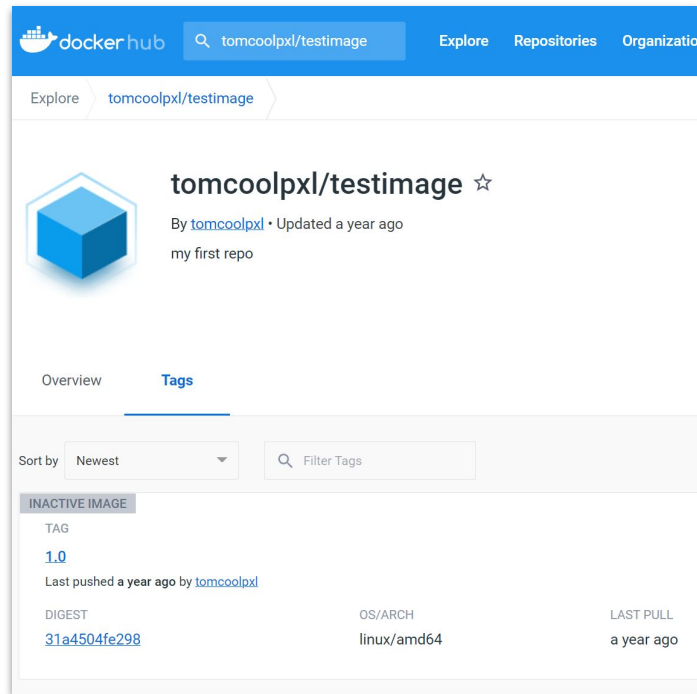 docker hub
tomcoolpxl/testimage
Explore Repositories Organizatio
Explore tomcoolpxl/testimage
tomcoolpxl/testimage
By tomcoolpxl • Updated a year ago
my first repo
Overview Tags
Sort by Newest Filter Tags
INACTIVE IMAGE
TAG
1.0
Last pushed a year ago by tomcoolpxl
DIGEST OS/ARCH LAST PULL
31a4504fe298 linux/amd64 a year ago